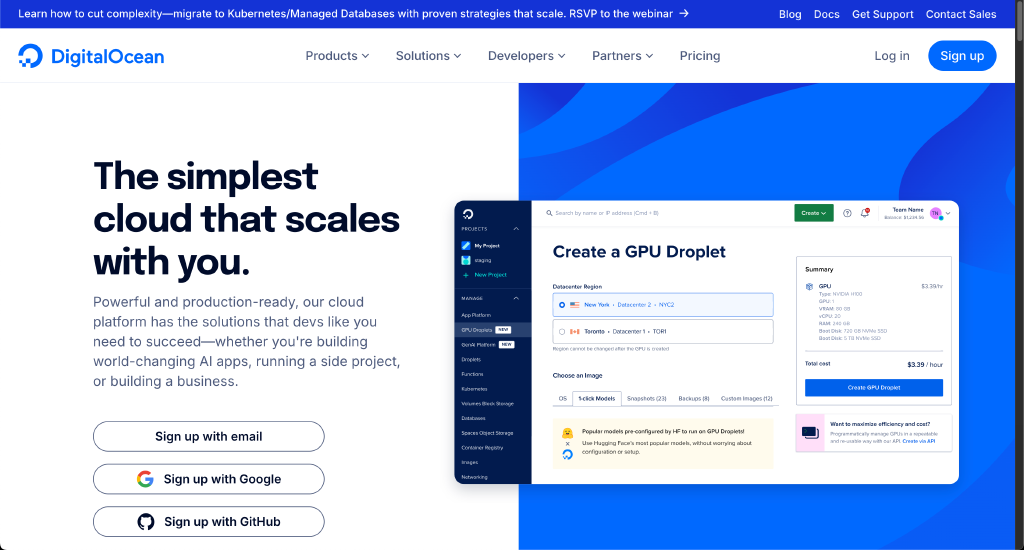 Learn how to cut complexity—migrate to Kubernetes/Managed Databases with proven strategies that scale. RSVP to the webinar →
Blog Docs Get Support Contact Sales
DigitalOcean
Products Solutions Developers Partners Pricing
Log in Sign up
The simplest
cloud that scales
with you.
Powerful and production-ready, our cloud
platform has the solutions that devs like you
need to succeed—whether you're building
world-changing AI apps, running a side project,
or building a business.
Sign up with email
Sign up with Google
Sign up with GitHub
PROJECTS
My Project
staging
+ New Project
MANAGE
App Platform
GPU Droplets NEW
GenAI Platform NEW
Droplets
Functions
Kubernetes
Volumes Block Storage
Databases
Spaces Object Storage
Container Registry
Images
Networking
Search by name or IP address (Cmd + B)
Create
Team Name
Balance: $1,234.56
TN
Create a GPU Droplet
Datacenter Region
New York • Datacenter 2 • NYC2
Toronto • Datacenter 1 • TOR1
Region cannot be changed after the GPU is created
Choose an Image
OS 1-click Models Snapshots (23) Backups (8) Custom Images (12)
Popular models pre-configured by HF to run on GPU Droplets!
Use Hugging Face's most popular models, without worrying about
configuration or setup.
Summary
GPU $3.39/hr
Type: NVIDIA H100
GPU: 1
VRAM: 80 GB
vCPU: 20
RAM: 240 GB
Boot Disk: 720 GB NVMe SSD
Boot Disk: 5 TB NVMe SSD
Total cost $3.39 / hour
Create GPU Droplet
Want to maximize efficiency and cost?
Programmatically manage GPUs in a repeatable
and re-usable way with our API. Create via API